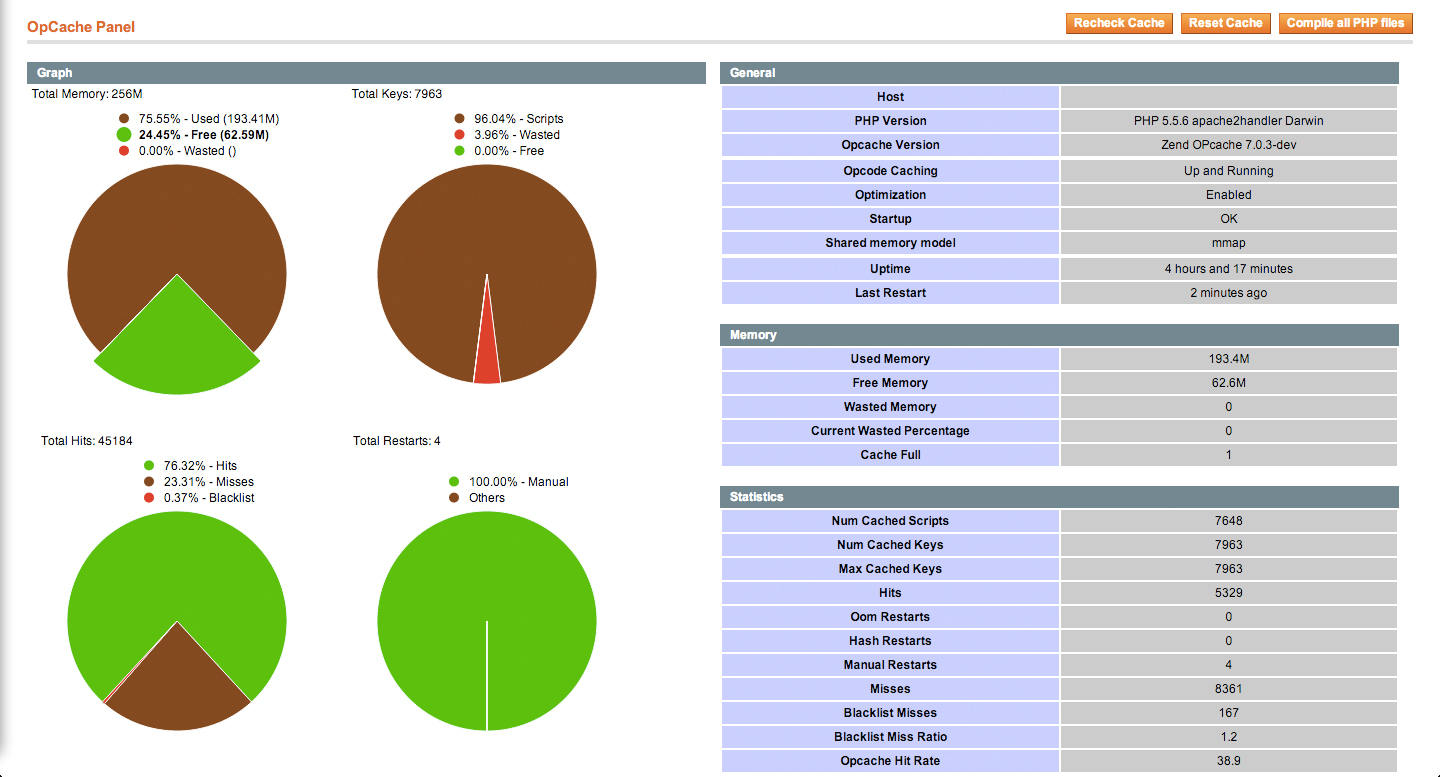 OpCache Panel
Recheck Cache
Reset Cache
Compile all PHP files
Graph
Total Memory: 256M
75.55% - Used (193.41M)
24.45% - Free (62.59M)
0.00% - Wasted ()
Total Keys: 7963
96.04% - Scripts
3.96% - Wasted
0.00% - Free
Total Hits: 45184
76.32% - Hits
23.31% - Misses
0.37% - Blacklist
Total Restarts: 4
100.00% - Manual
Others
General
Host
PHP Version PHP 5.5.6 apache2handler Darwin
Opcache Version Zend OPcache 7.0.3-dev
Opcode Caching Up and Running
Optimization Enabled
Startup OK
Shared memory model mmap
Uptime 4 hours and 17 minutes
Last Restart 2 minutes ago
Memory
Used Memory 193.4M
Free Memory 62.6M
Wasted Memory 0
Current Wasted Percentage 0
Cache Full 1
Statistics
Num Cached Scripts 7648
Num Cached Keys 7963
Max Cached Keys 7963
Hits 5329
Oom Restarts 0
Hash Restarts 0
Manual Restarts 4
Misses 8361
Blacklist Misses 167
Blacklist Miss Ratio 1.2
Opcache Hit Rate 38.9